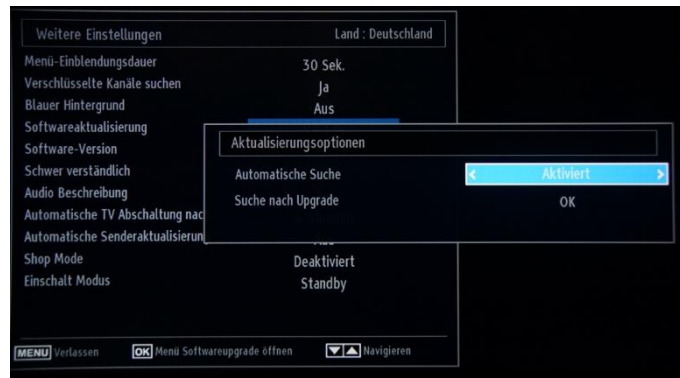 Weitere Einstellungen Land : Deutschland
Menü-Einblendungsdauer 30 Sek.
Verschlüsselte Kanäle suchen Ja
Blauer Hintergrund Aus
Softwareaktualisierung
Software-Version
Schwer verständlich
Audio Beschreibung
Automatische TV Abschaltung nac
Automatische Senderaktualisierun
Shop Mode Deaktiviert
Einschalt Modus Standby
Aktualisierungsoptionen
Automatische Suche Aktiviert
Suche nach Upgrade OK
MENU Verlassen OK Menü Softwareupgrade öffnen Navigieren